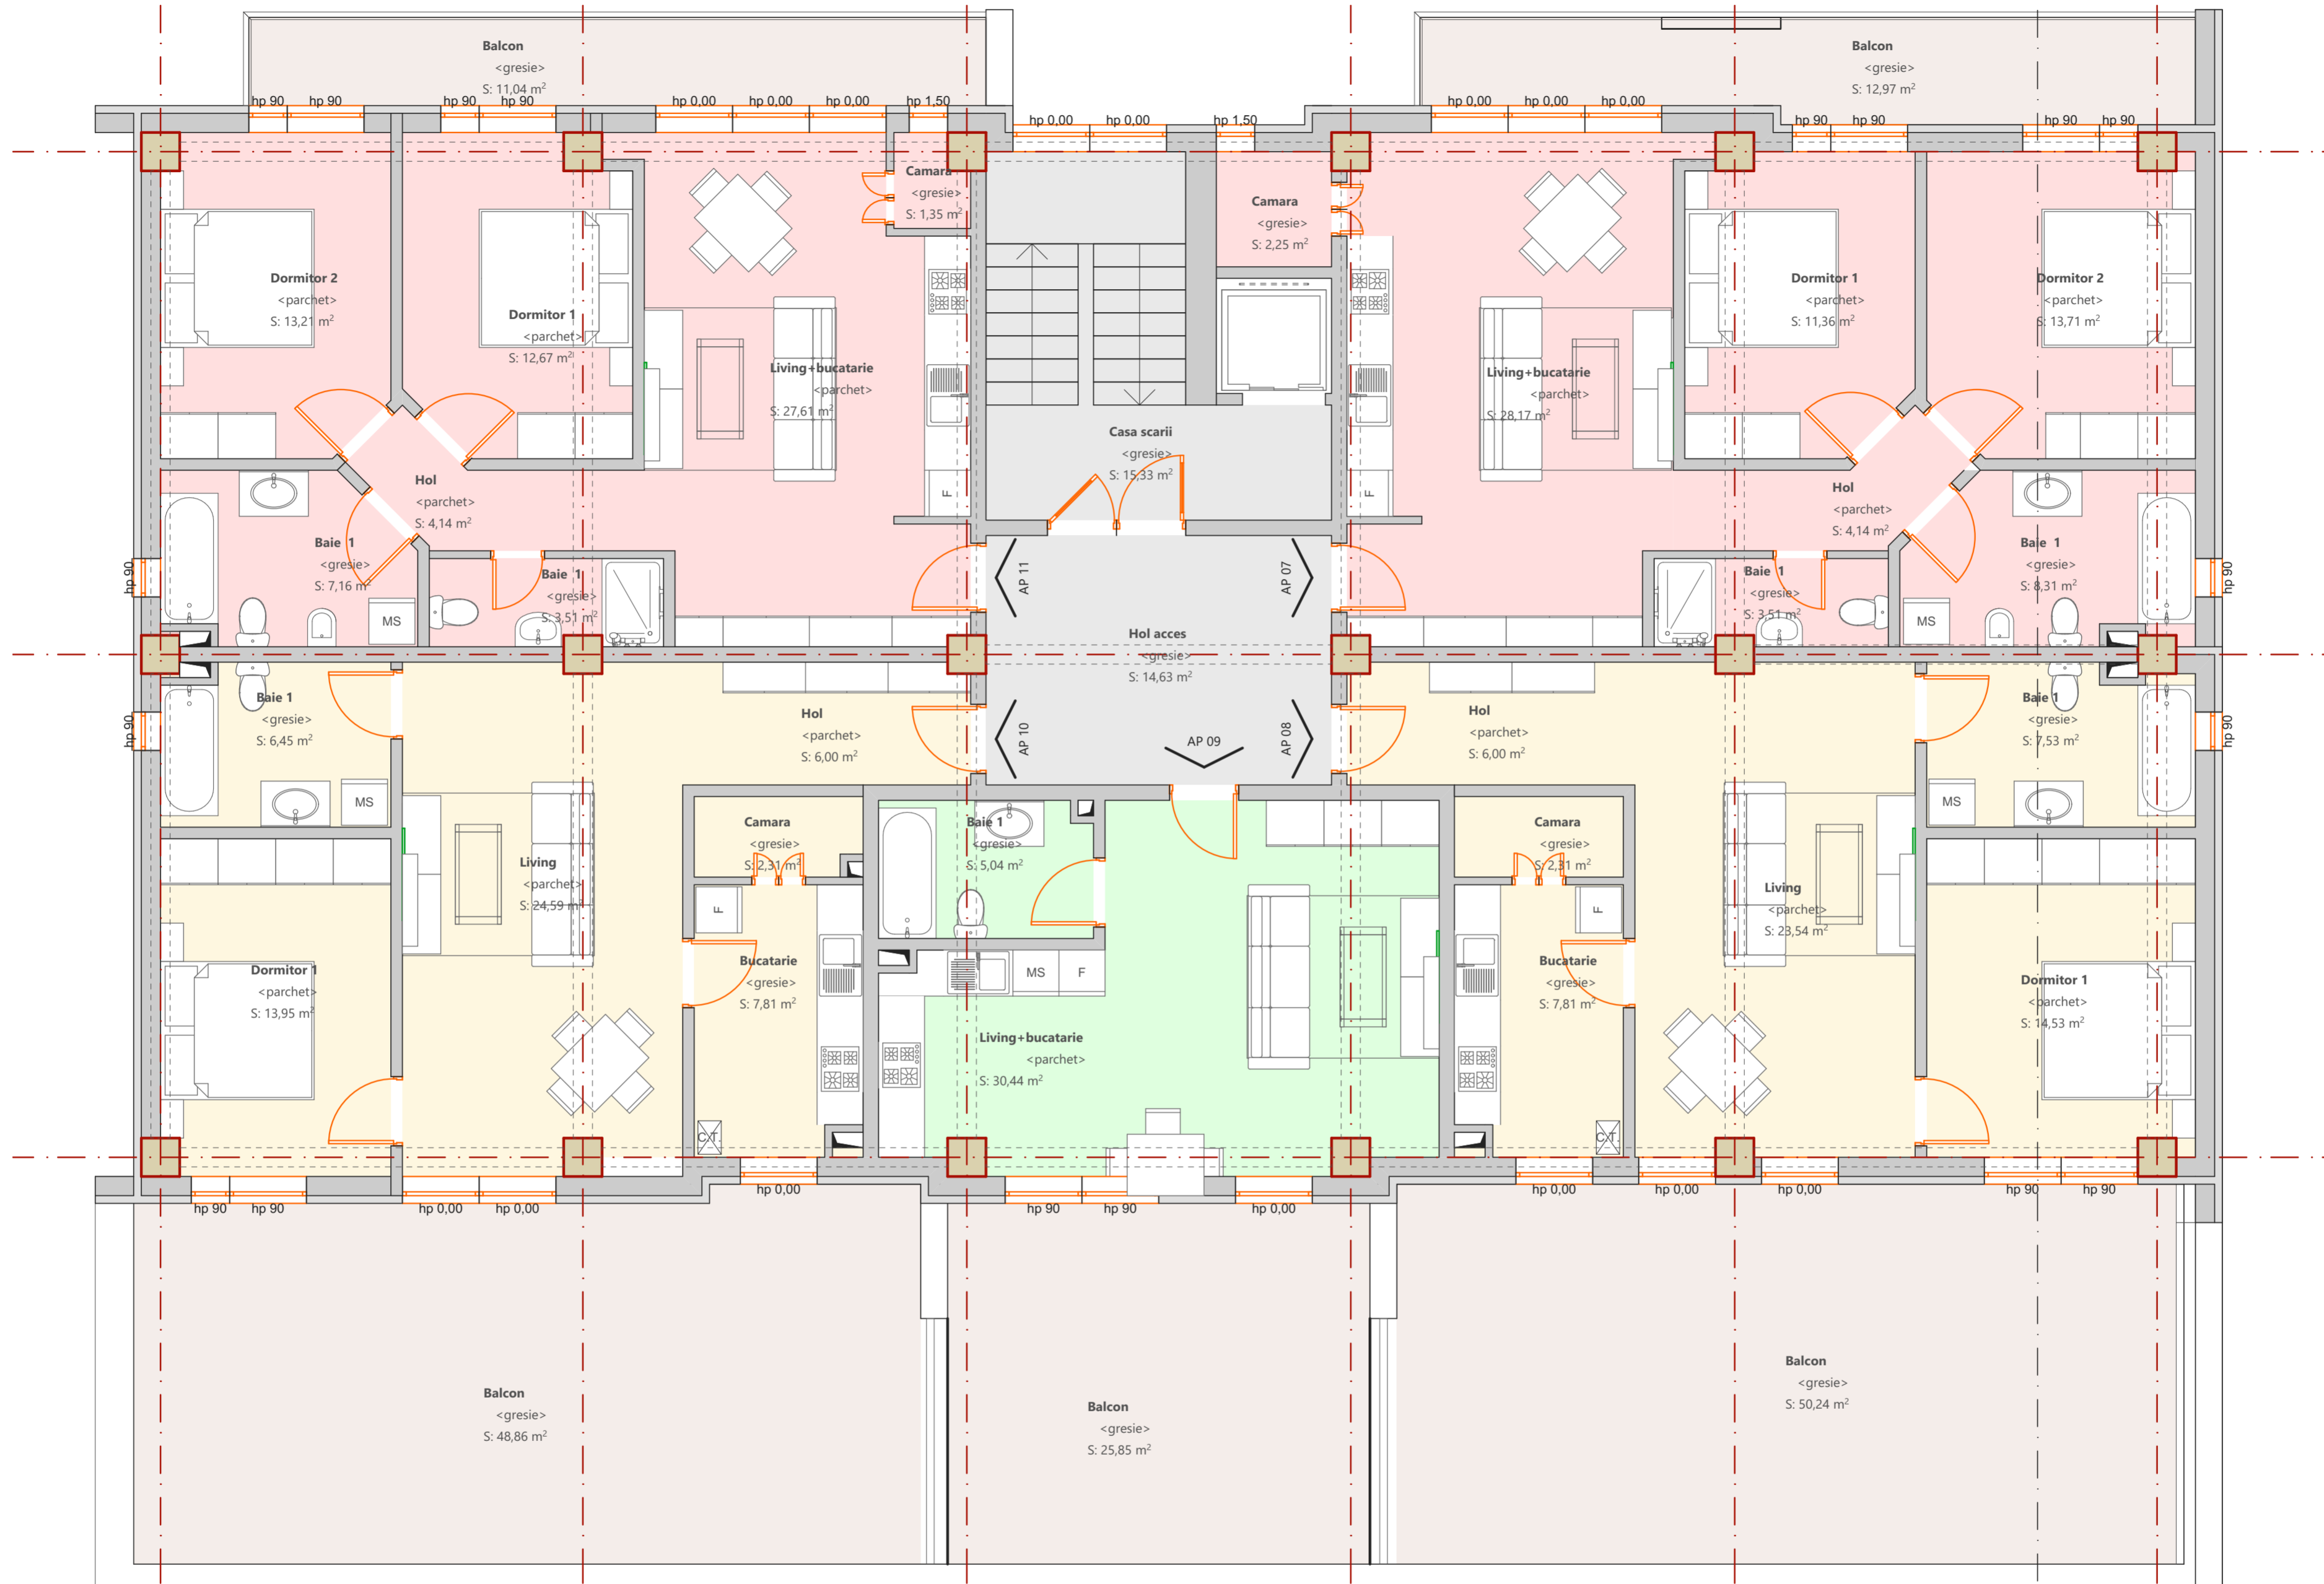 Balcon
<gresie>
S: 11,04 m²
Balcon
<gresie>
S: 12,97 m²
hp 90
hp 90
hp 90
hp 90
hp 0,00
hp 0,00
hp 0,00
hp 1,50
hp 0,00
hp 0,00
hp 1,50
hp 0,00
hp 0,00
hp 0,00
hp 90
hp 90
hp 90
hp 90
Dormitor 2
<parchet>
S: 13,21 m²
Dormitor 1
<parchet>
S: 12,67 m²
Living+bucatarie
<parchet>
S: 27,61 m²
Camara
<gresie>
S: 1,35 m²
Camara
<gresie>
S: 2,25 m²
Living+bucatarie
<parchet>
S: 28,17 m²
Dormitor 1
<parchet>
S: 11,36 m²
Dormitor 2
<parchet>
S: 13,71 m²
Casa scarii
<gresie>
S: 15,33 m²
F
F
Hol
<parchet>
S: 4,14 m²
Hol
<parchet>
S: 4,14 m²
Baie 1
<gresie>
S: 7,16 m²
MS
Baie 1
<gresie>
S: 3,51 m²
Baie 1
<gresie>
S: 3,51 m²
Baie 1
<gresie>
S: 8,31 m²
MS
hp 90
hp 90
AP 11
AP 07
Hol acces
<gresie>
S: 14,63 m²
AP 10
AP 09
AP 08
hp 90
hp 90
Baie 1
<gresie>
S: 6,45 m²
MS
Hol
<parchet>
S: 6,00 m²
Hol
<parchet>
S: 6,00 m²
Baie 1
<gresie>
S: 7,53 m²
MS
Living
<parchet>
S: 24,59 m²
Camara
<gresie>
S: 2,31 m²
Baie 1
<gresie>
S: 5,04 m²
Camara
<gresie>
S: 2,31 m²
Living
<parchet>
S: 23,54 m²
F
F
Dormitor 1
<parchet>
S: 13,95 m²
Bucatarie
<gresie>
S: 7,81 m²
MS
F
Bucatarie
<gresie>
S: 7,81 m²
Dormitor 1
<parchet>
S: 14,53 m²
Living+bucatarie
<parchet>
S: 30,44 m²
C.T.
C.T.
hp 90
hp 90
hp 0,00
hp 0,00
hp 0,00
hp 90
hp 90
hp 0,00
hp 0,00
hp 0,00
hp 0,00
hp 90
hp 90
Balcon
<gresie>
S: 48,86 m²
Balcon
<gresie>
S: 25,85 m²
Balcon
<gresie>
S: 50,24 m²